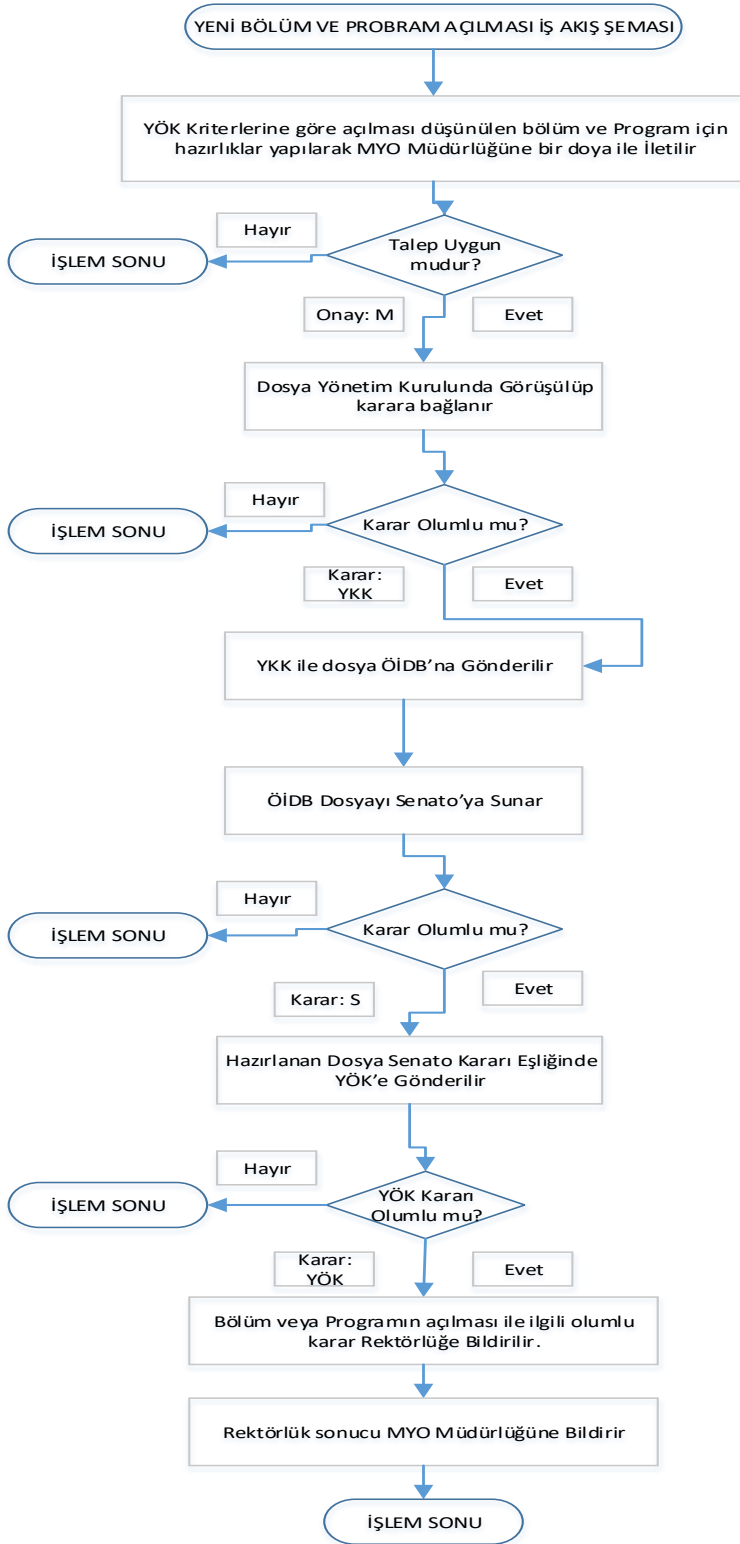 YENİ BÖLÜM VE PROBRAM AÇILMASI İŞ AKIŞ ŞEMASI
YÖK Kriterlerine göre açılması düşünülen bölüm ve Program için
hazırlıklar yapılarak MYO Müdürlüğüne bir doya ile İletilir
Hayır
Talep Uygun
mudur?
İŞLEM SONU
Onay: M
Evet
Dosya Yönetim Kurulunda Görüşülüp
karara bağlanır
Hayır
Karar Olumlu mu?
İŞLEM SONU
Karar:
YKK
Evet
YKK ile dosya ÖİDB’na Gönderilir
ÖİDB Dosyayı Senato’ya Sunar
Hayır
Karar Olumlu mu?
İŞLEM SONU
Karar: S
Evet
Hazırlanan Dosya Senato Kararı Eşliğinde
YÖK’e Gönderilir
Hayır
YÖK Kararı
Olumlu mu?
İŞLEM SONU
Karar:
YÖK
Evet
Bölüm veya Programın açılması ile ilgili olumlu
karar Rektörlüğe Bildirilir.
Rektörlük sonucu MYO Müdürlüğüne Bildirir
İŞLEM SONU